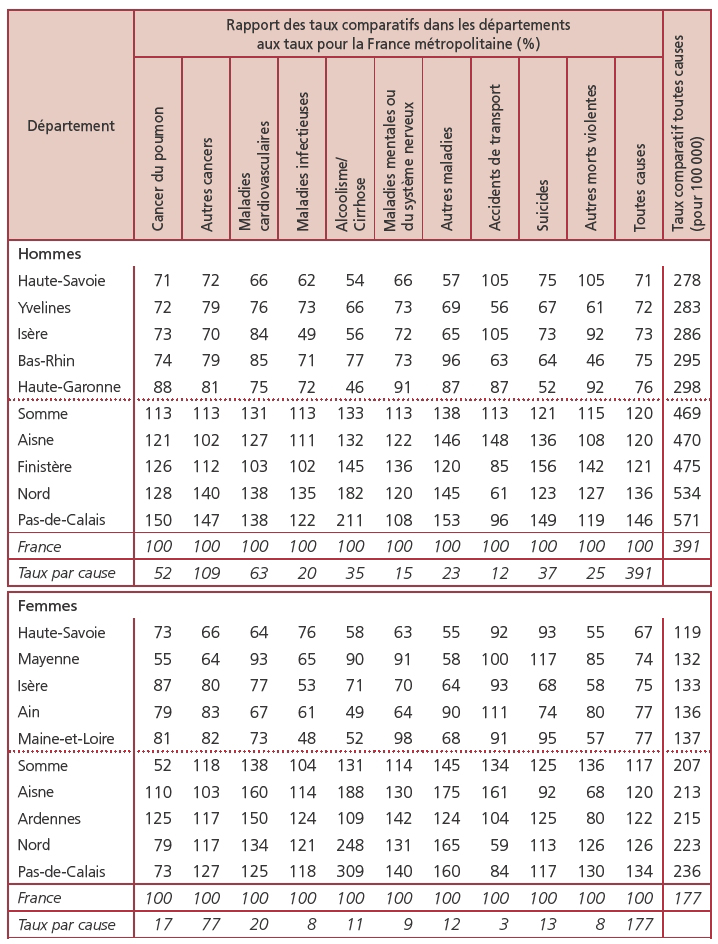 Rapport des taux comparatifs dans les départements
aux taux pour la France métropolitaine (%)
Département
Cancer du poumon
Autres cancers
Maladies
cardiovasculaires
Maladies infectieuses
Alcoolisme/
Cirrhose
Maladies mentales ou
du système nerveux
Autres maladies
Accidents de transport
Suicides
Autres morts violentes
Toutes causes
Taux comparatif toutes causes
(pour 100 000)
Hommes
Haute-Savoie 71 72 66 62 54 66 57 105 75 105 71 278
Yvelines 72 79 76 73 66 73 69 56 67 61 72 283
Isère 73 70 84 49 56 72 65 105 73 92 73 286
Bas-Rhin 74 79 85 71 77 73 96 63 64 46 75 295
Haute-Garonne 88 81 75 72 46 91 87 87 52 92 76 298
Somme 113 113 131 113 133 113 138 113 121 115 120 469
Aisne 121 102 127 111 132 122 146 148 136 108 120 470
Finistère 126 112 103 102 145 136 120 85 156 142 121 475
Nord 128 140 138 135 182 120 145 61 123 127 136 534
Pas-de-Calais 150 147 138 122 211 108 153 96 149 119 146 571
France 100 100 100 100 100 100 100 100 100 100 100 391
Taux par cause 52 109 63 20 35 15 23 12 37 25 391
Femmes
Haute-Savoie 73 66 64 76 58 63 55 92 93 55 67 119
Mayenne 55 64 93 65 90 91 58 100 117 85 74 132
Isère 87 80 77 53 71 70 64 93 68 58 75 133
Ain 79 83 67 61 49 64 90 111 74 80 77 136
Maine-et-Loire 81 82 73 48 52 98 68 91 95 57 77 137
Somme 52 118 138 104 131 114 145 134 125 136 117 207
Aisne 110 103 160 114 188 130 175 161 92 68 120 213
Ardennes 125 117 150 124 109 142 124 104 125 80 122 215
Nord 79 117 134 121 248 131 165 59 113 126 126 223
Pas-de-Calais 73 127 125 118 309 140 160 84 117 130 134 236
France 100 100 100 100 100 100 100 100 100 100 100 177
Taux par cause 17 77 20 8 11 9 12 3 13 8 177